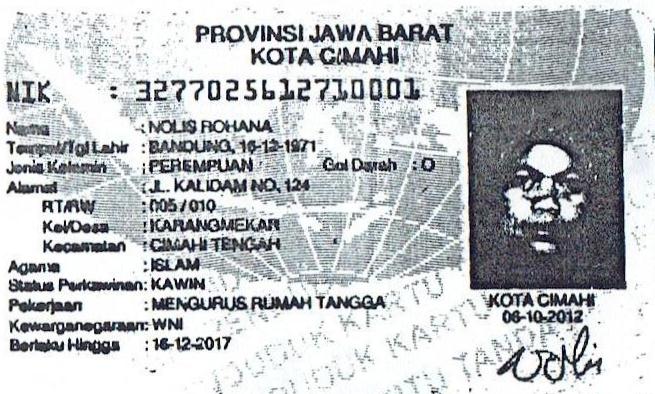 PROVINSI JAWA BARAT
KOTA CIMAHI
NIK : 3277025612710001
Nama : NOLIS ROHANA
Tempat/Tgl Lahir : BANDUNG, 16-12-1971
Jenis Kelamin : PEREMPUAN Gol Darah : O
Alamat : JL. KALIDAM NO, 124
RT/RW : 005 / 010
Kel/Desa : KARANGMEKAR
Kecamatan : CIMAHI TENGAH
Agama : ISLAM
Status Perkawinan: KAWIN
Pekerjaan : MENGURUS RUMAH TANGGA
Kewarganegaraan: WNI
Berlaku Hingga : 16-12-2017
KOTA CIMAHI
06-10-2012
Nolis